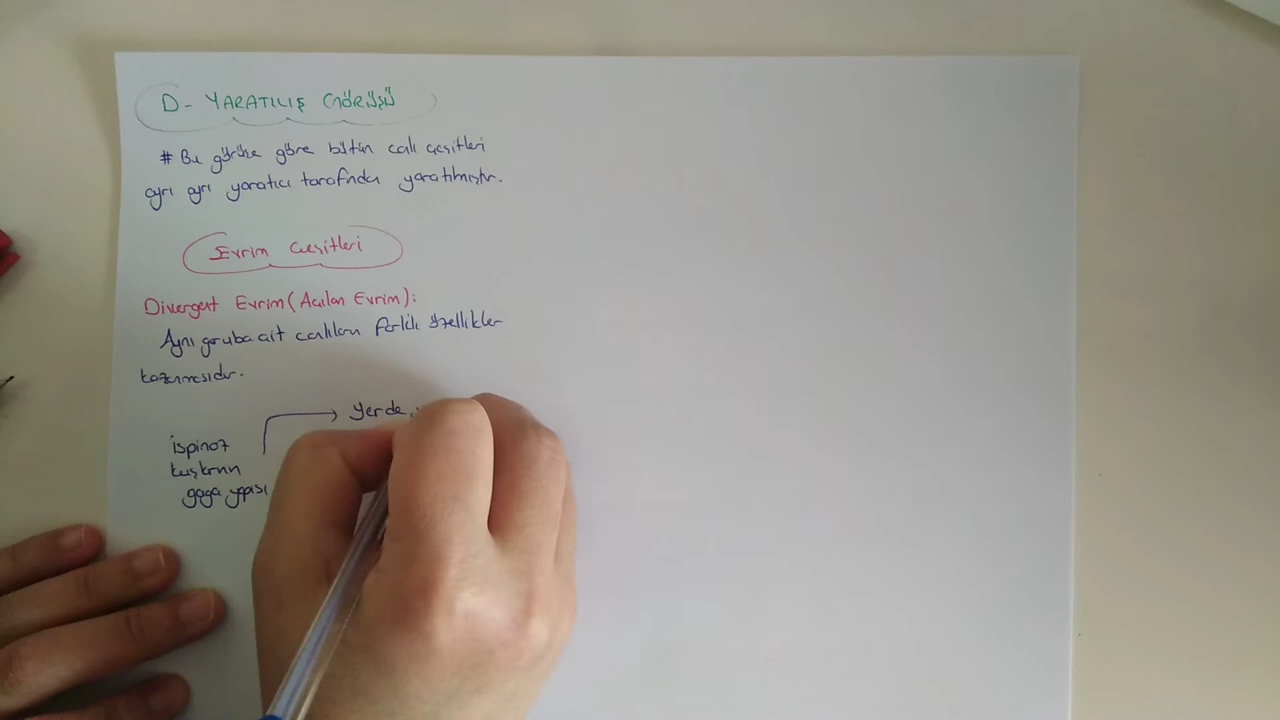 D- YARATILIŞ GÖRÜŞÜ
# Bu görüşe göre bütün canlı çeşitleri
ayrı ayrı yaratıcı tarafından yaratılmıştır.
Evrim Çeşitleri
Divergent Evrim (Açılan Evrim):
Aynı gruba ait canlıların farklı özellikler
kazanmasıdır.
Yerde,
ispinoz
kuşlarının
gaga yapısı